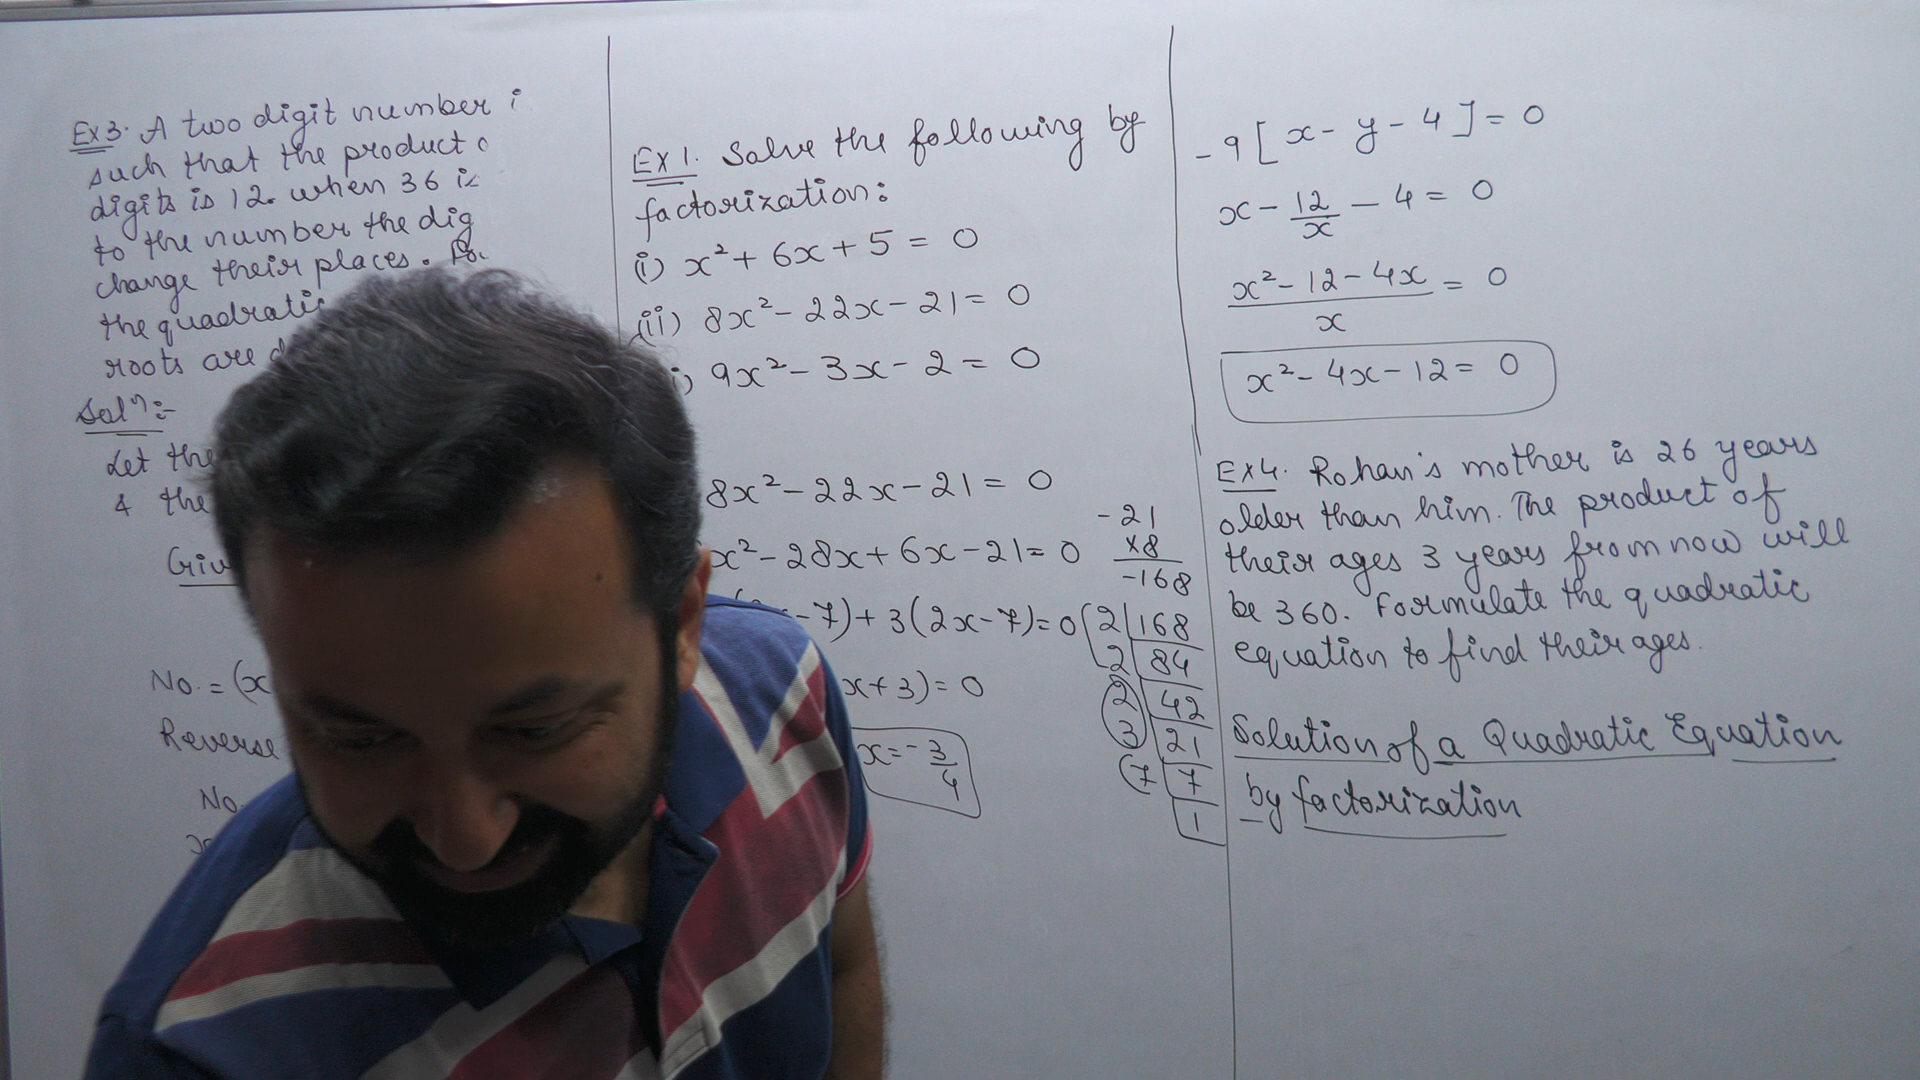 Ex3. A two digit number i
such that the product o
digits is 12. when 36 is
to the number the dig
change their places.
the quadratic
roots are d
Solⁿ:-
Let the
& the
Giv
No. = (x
Reverse
No.
Ex 1. Solve the following by
factorization:
(i) x² + 6x + 5 = 0
(ii) 8x² - 22x - 21 = 0
i) 9x² - 3x - 2 = 0
8x² - 22x - 21 = 0
x² - 28x + 6x - 21 = 0
-7) + 3(2x - 7) = 0
x + 3) = 0
x = -3/4
-21
x8
-168
2 168
2 84
2 42
3 21
7 7
1
-9[x - y - 4] = 0
x - 12/x - 4 = 0
x² - 12 - 4x / x = 0
x² - 4x - 12 = 0
Ex4. Rohan's mother is 26 years
older than him. The product of
their ages 3 years from now will
be 360. Formulate the quadratic
equation to find their ages.
Solution of a Quadratic Equation
by factorization